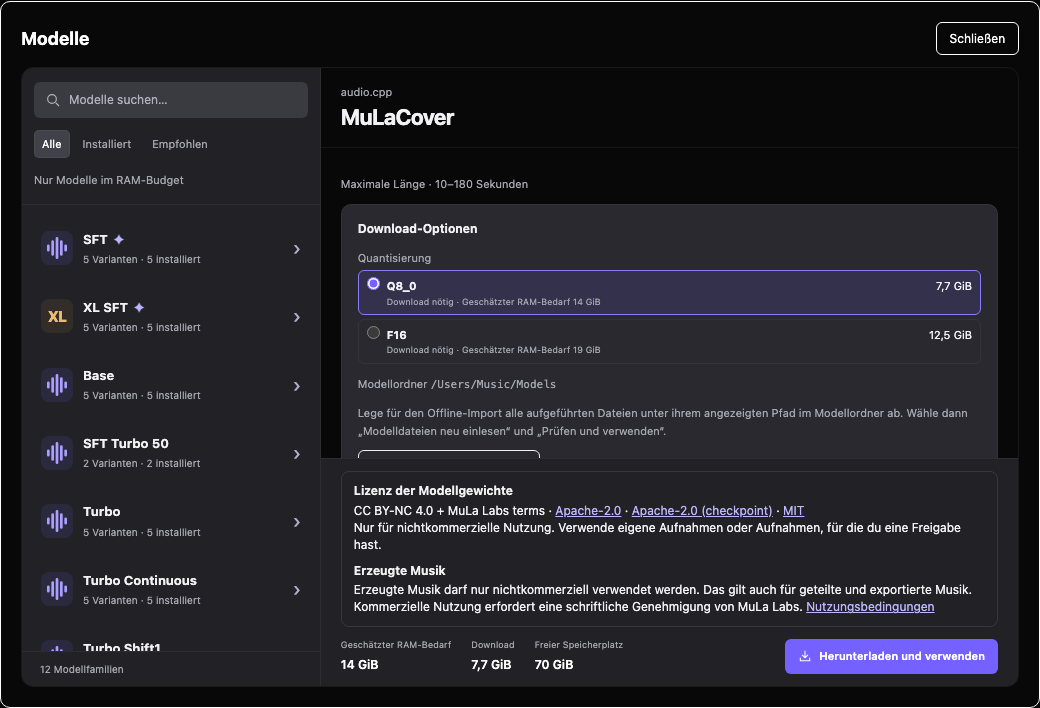 Modelle
Schließen
Modelle suchen...
Alle
Installiert
Empfohlen
Nur Modelle im RAM-Budget
SFT
5 Varianten · 5 installiert
XL
XL SFT
5 Varianten · 5 installiert
Base
5 Varianten · 5 installiert
SFT Turbo 50
2 Varianten · 2 installiert
Turbo
5 Varianten · 5 installiert
Turbo Continuous
5 Varianten · 5 installiert
Turbo Shift1
12 Modellfamilien
audio.cpp
MuLaCover
Maximale Länge · 10–180 Sekunden
Download-Optionen
Quantisierung
Q8_0
7,7 GiB
Download nötig · Geschätzter RAM-Bedarf 14 GiB
F16
12,5 GiB
Download nötig · Geschätzter RAM-Bedarf 19 GiB
Modellordner /Users/Music/Models
Lege für den Offline-Import alle aufgeführten Dateien unter ihrem angezeigten Pfad im Modellordner ab. Wähle dann
„Modelldateien neu einlesen“ und „Prüfen und verwenden“.
Lizenz der Modellgewichte
CC BY-NC 4.0 + MuLa Labs terms · Apache-2.0 · Apache-2.0 (checkpoint) · MIT
Nur für nichtkommerzielle Nutzung. Verwende eigene Aufnahmen oder Aufnahmen, für die du eine Freigabe
hast.
Erzeugte Musik
Erzeugte Musik darf nur nichtkommerziell verwendet werden. Das gilt auch für geteilte und exportierte Musik.
Kommerzielle Nutzung erfordert eine schriftliche Genehmigung von MuLa Labs. Nutzungsbedingungen
Geschätzter RAM-Bedarf
14 GiB
Download
7,7 GiB
Freier Speicherplatz
70 GiB
Herunterladen und verwenden